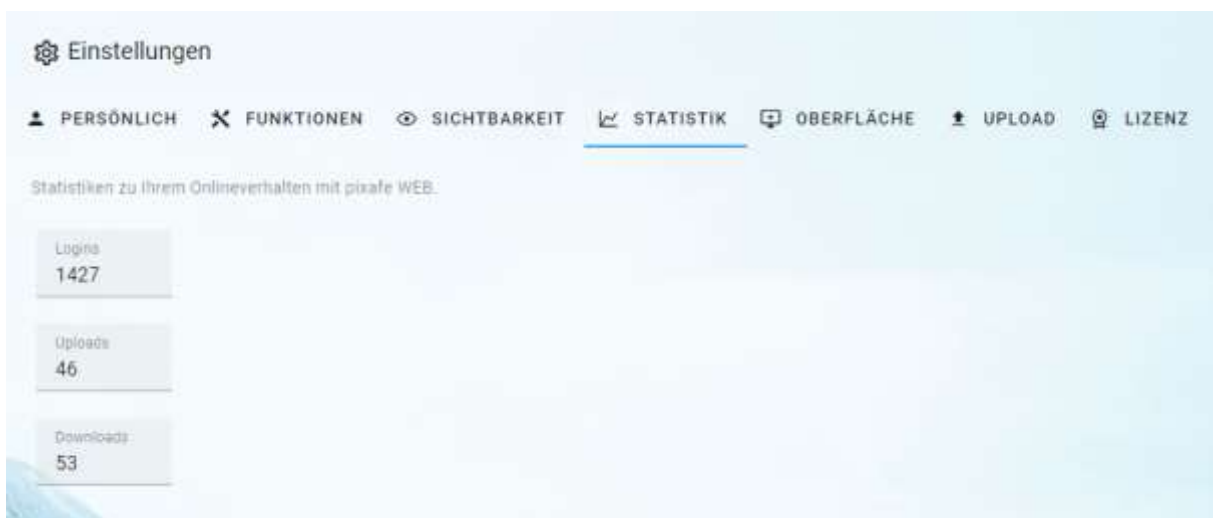 Einstellungen
PERSÖNLICH FUNKTIONEN SICHTBARKEIT STATISTIK OBERFLÄCHE UPLOAD LIZENZ
Statistiken zu Ihrem Onlineverhalten mit pixafe WEB.
Logins
1427
Uploads
46
Downloads
53